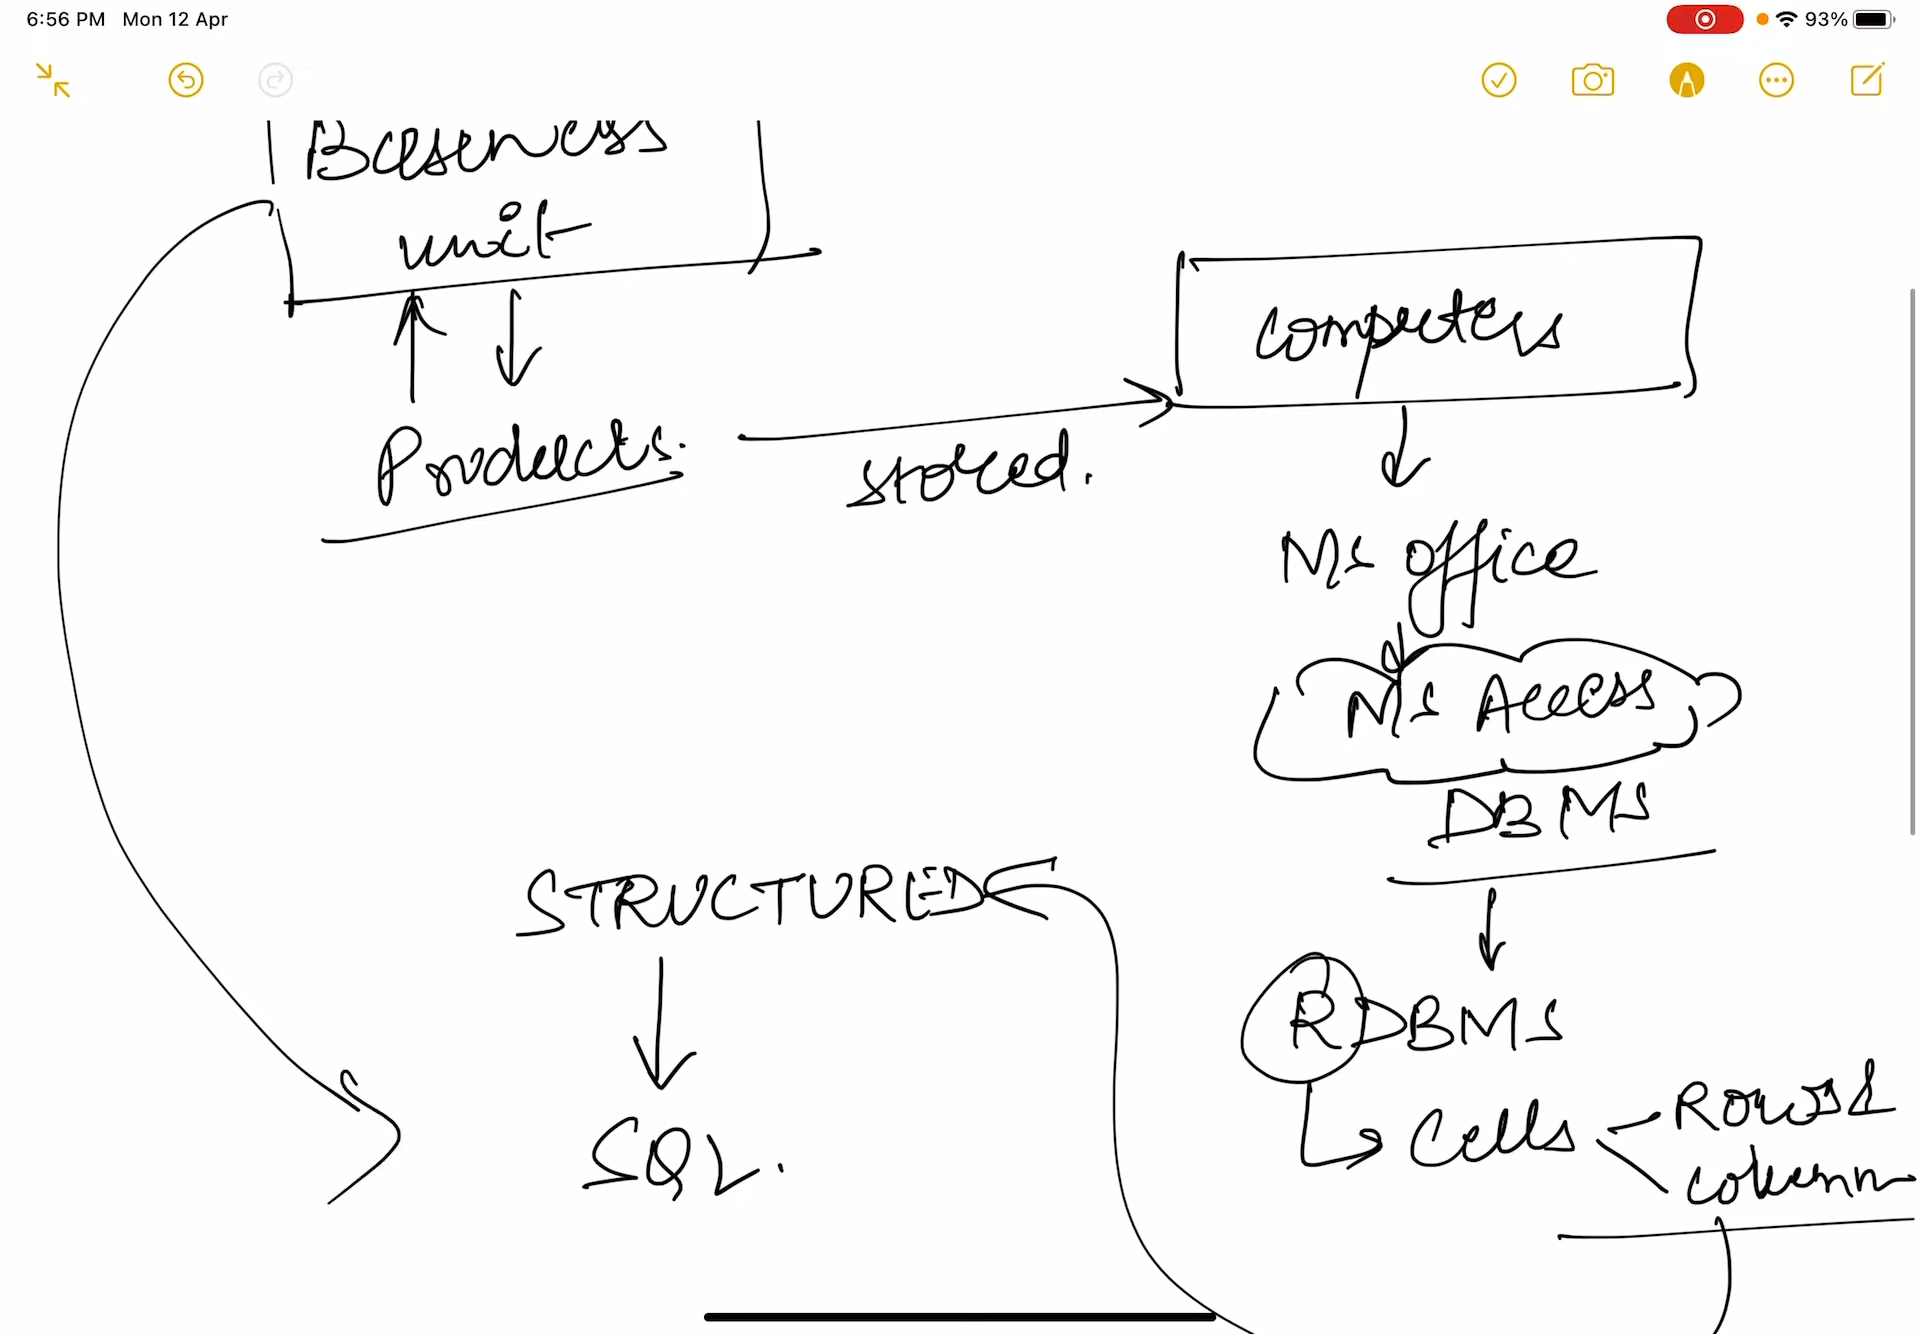 6:56 PM Mon 12 Apr
93%
Business
unit
computers
Products.
stored.
Ms office
Ms Access
DBMS
STRUCTURED
RDBMS
Rows &
Cells
column
SQL.